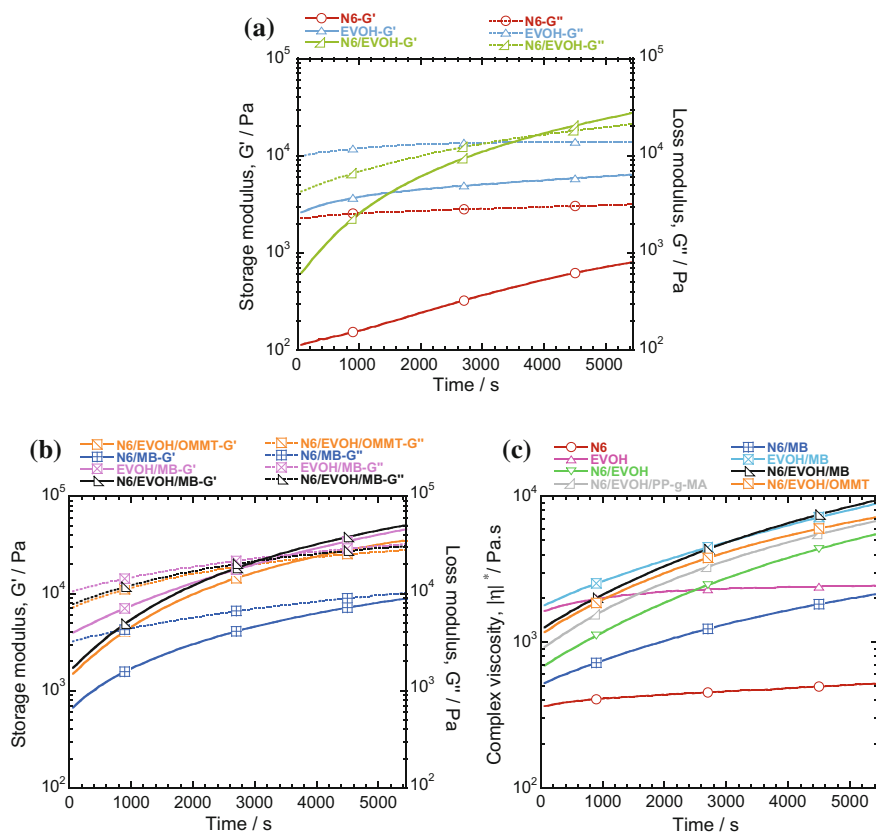 (a)
N6-G' N6-G''
EVOH-G' EVOH-G''
N6/EVOH-G' N6/EVOH-G''
10^5 10^5
10^4 10^4
10^3 10^3
10^2 10^2
Storage modulus, G' / Pa
Loss modulus, G'' / Pa
0 1000 2000 3000 4000 5000
Time / s
(b)
N6/EVOH/OMMT-G' N6/EVOH/OMMT-G''
N6/MB-G' N6/MB-G''
EVOH/MB-G' EVOH/MB-G''
N6/EVOH/MB-G' N6/EVOH/MB-G''
10^5 10^5
10^4 10^4
10^3 10^3
10^2 10^2
Storage modulus, G' / Pa
Loss modulus, G'' / Pa
0 1000 2000 3000 4000 5000
Time / s
(c)
N6 N6/MB
EVOH EVOH/MB
N6/EVOH N6/EVOH/MB
N6/EVOH/PP-g-MA N6/EVOH/OMMT
10^4
10^3
10^2
Complex viscosity, |η|* / Pa.s
0 1000 2000 3000 4000 5000
Time / s